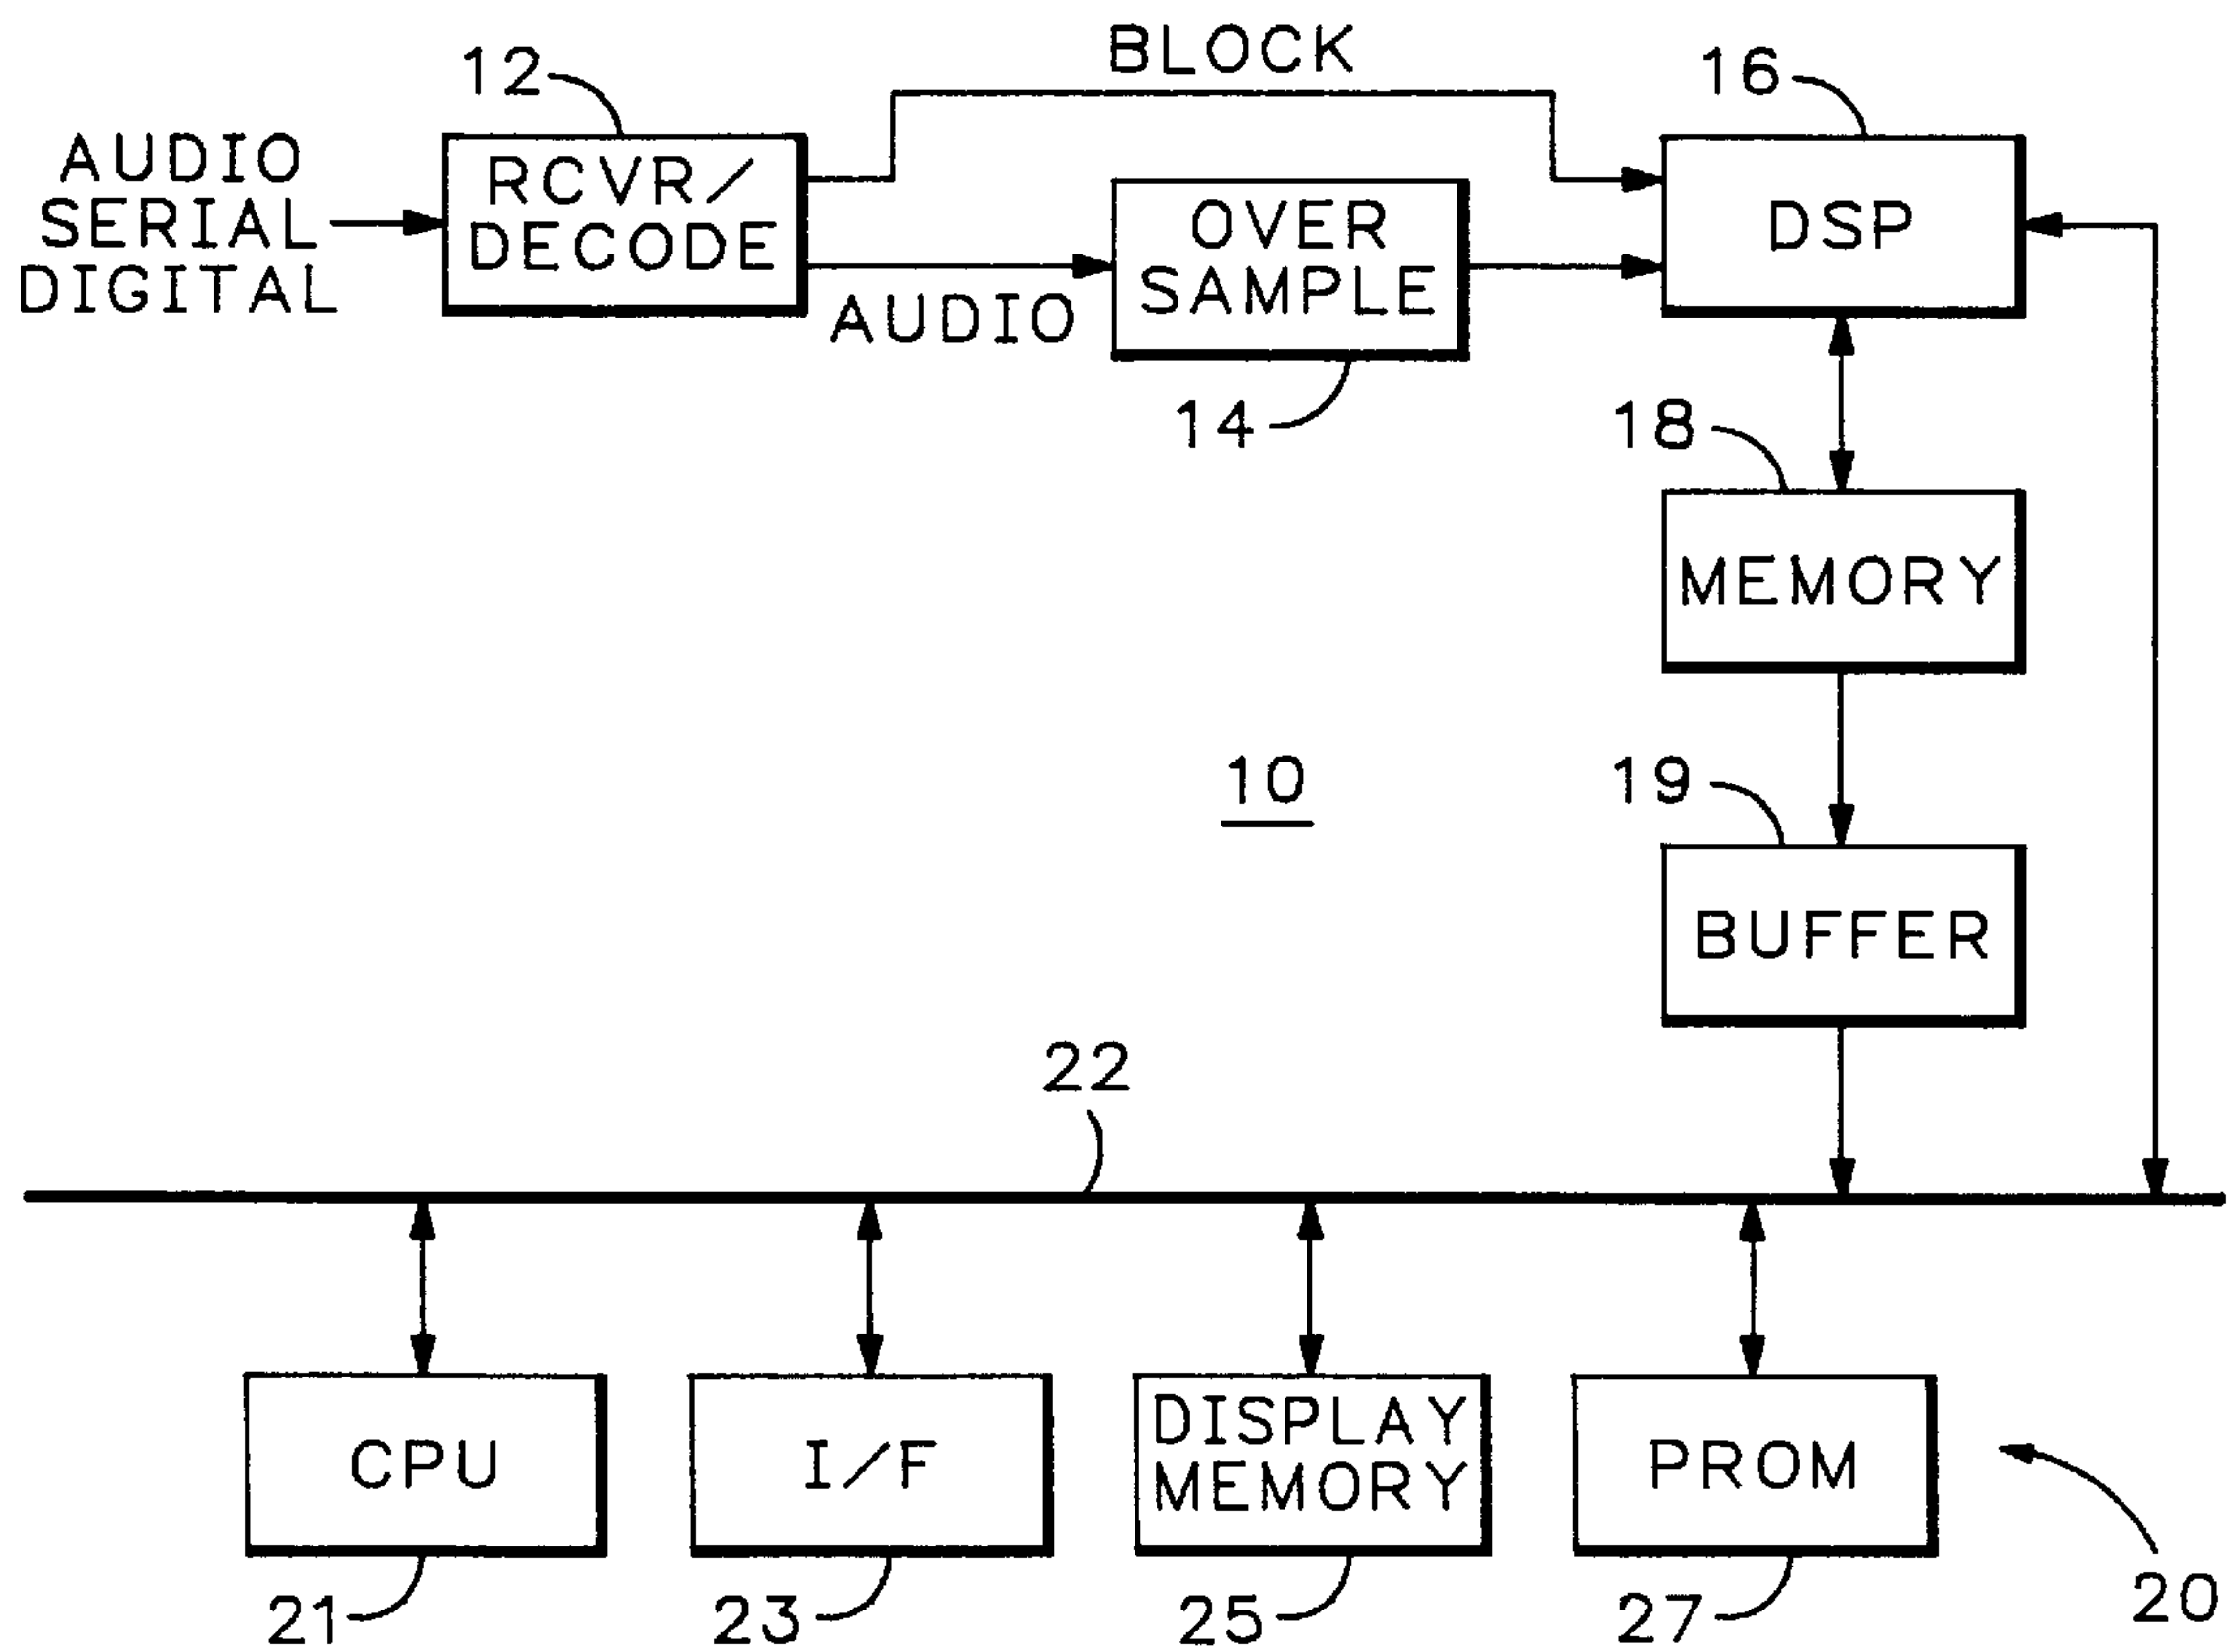 BLOCK
12
16
AUDIO
SERIAL
DIGITAL
RCVR/
DECODE
OVER
SAMPLE
DSP
AUDIO
14
18
MEMORY
10
19
BUFFER
22
CPU
I/F
DISPLAY
MEMORY
PROM
21
23
25
27
20